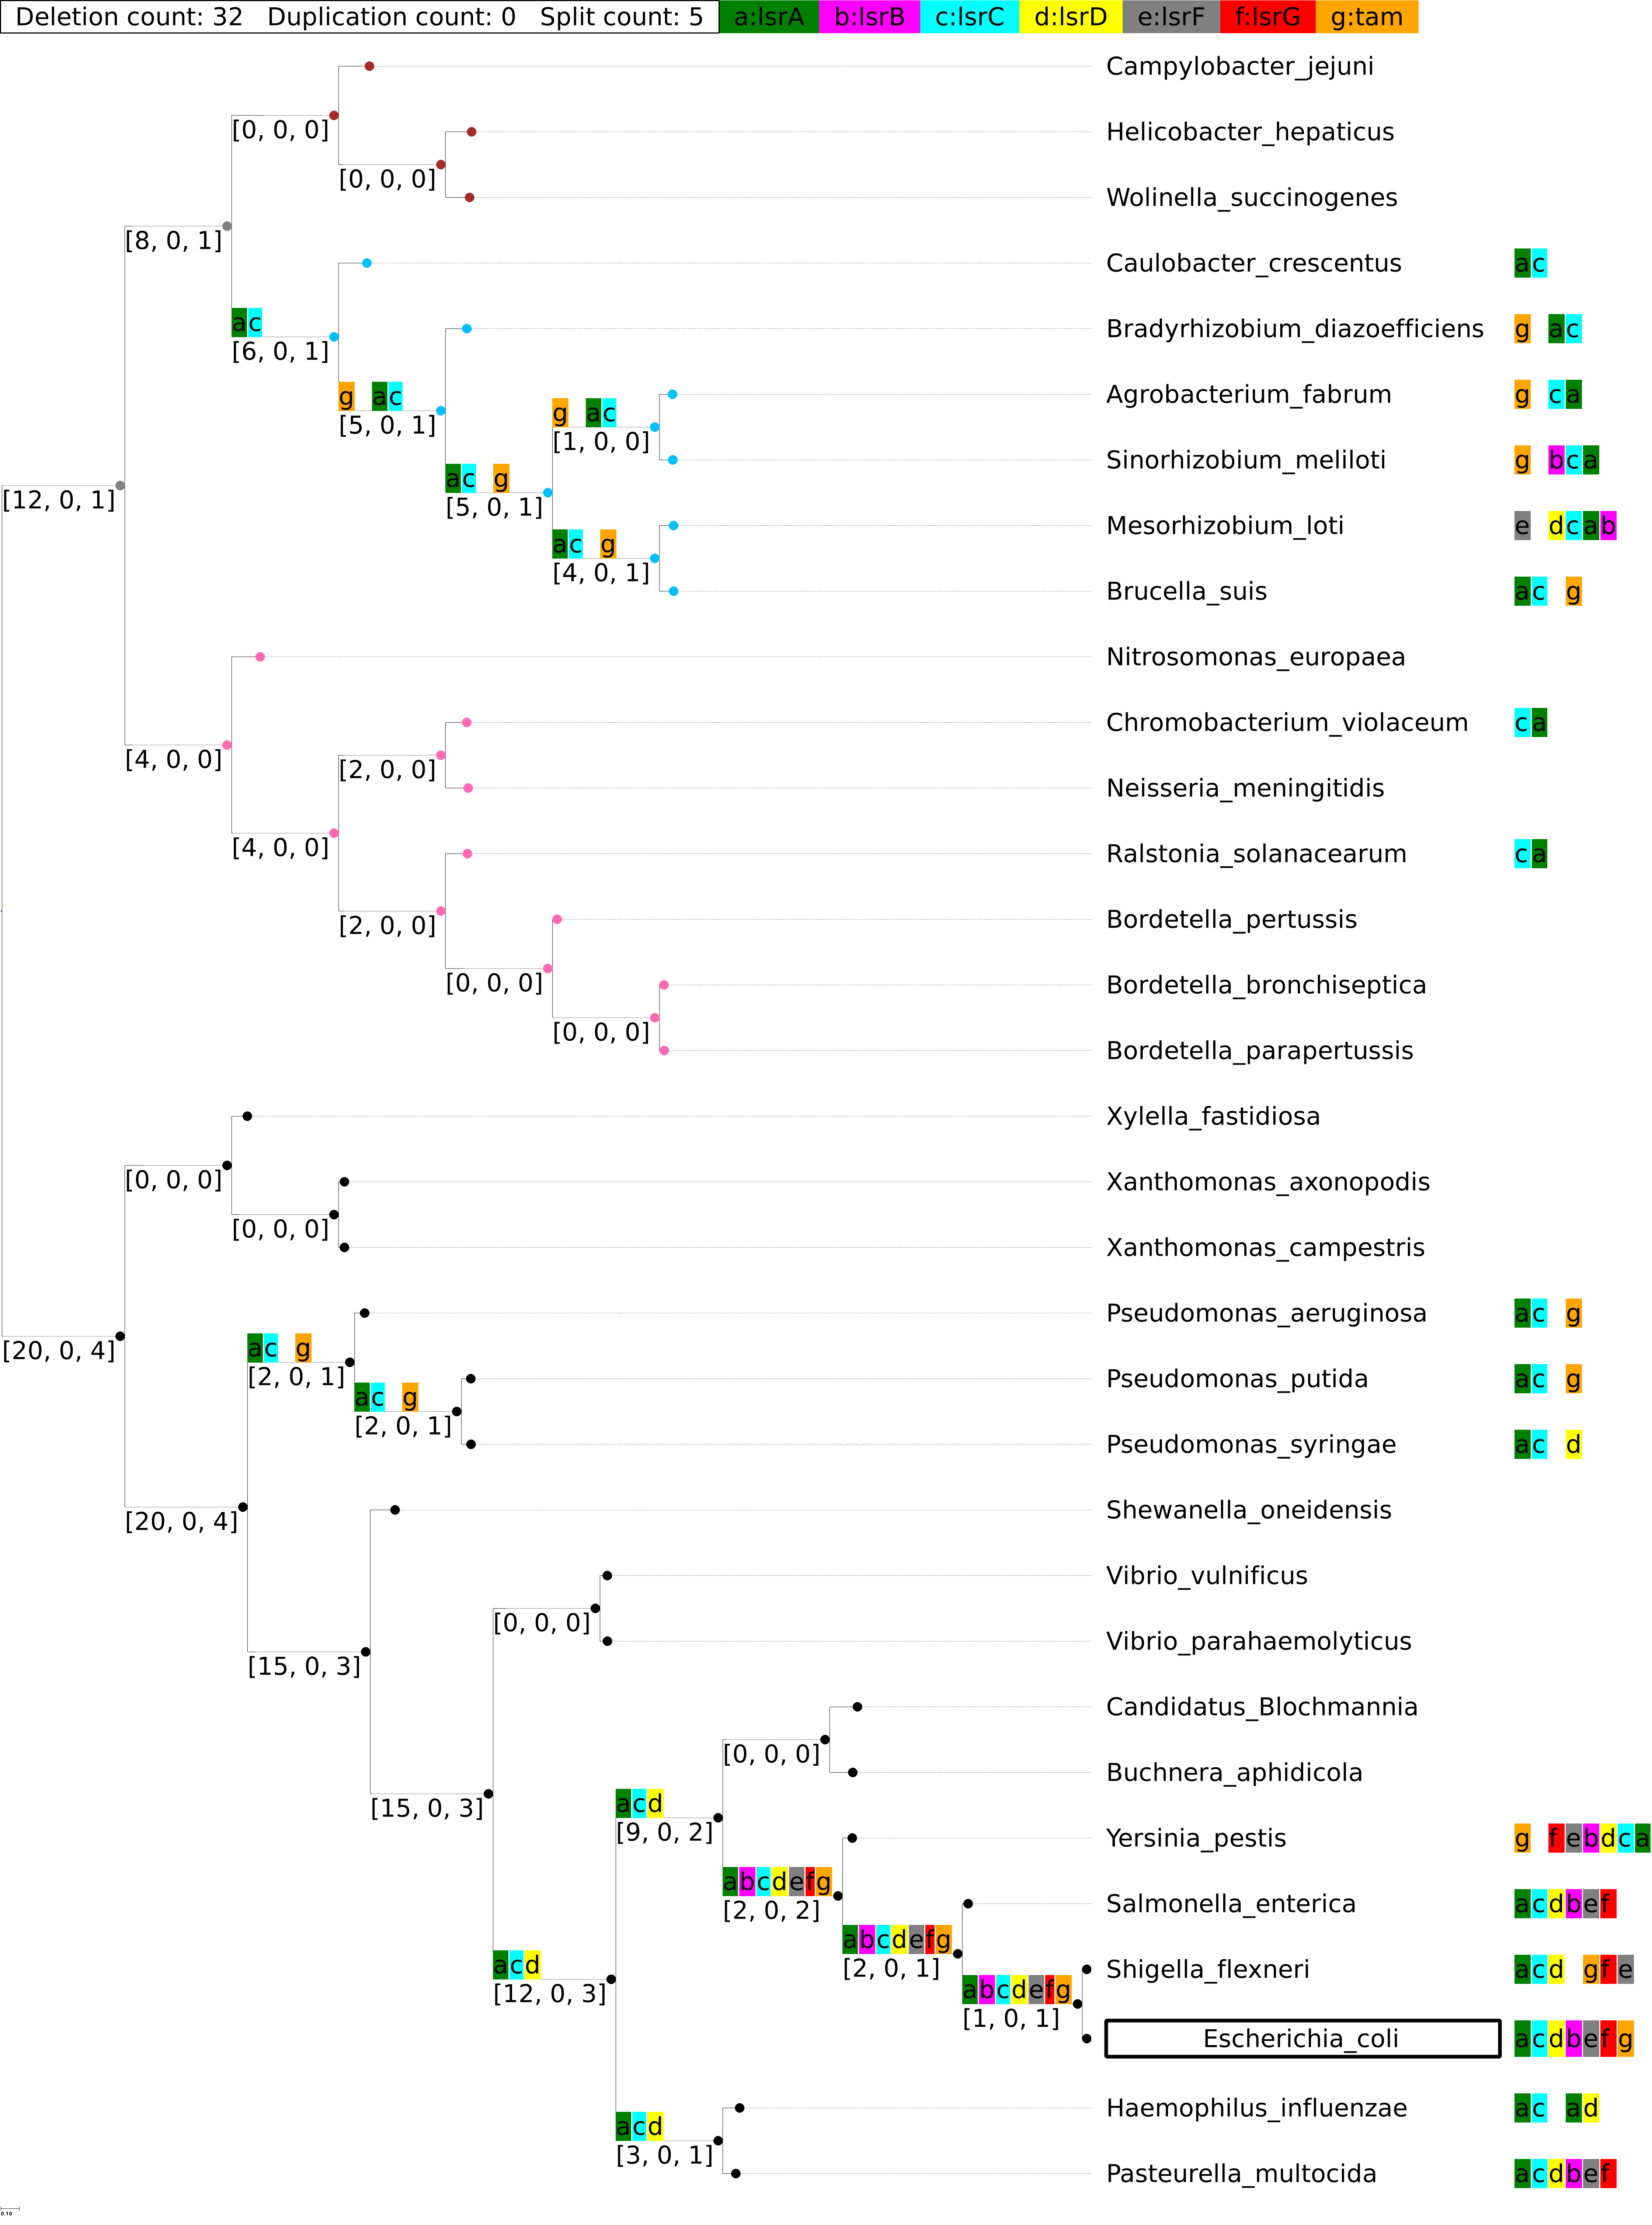 Deletion count: 32   Duplication count: 0   Split count: 5   a:lsrA   b:lsrB   c:lsrC   d:lsrD   e:lsrF   f:lsrG   g:tam
Campylobacter_jejuni
[0, 0, 0]
Helicobacter_hepaticus
[0, 0, 0]
Wolinella_succinogenes
[8, 0, 1]
Caulobacter_crescentus ac
ac
Bradyrhizobium_diazoefficiens g ac
[6, 0, 1]
g ac
Agrobacterium_fabrum g ca
[5, 0, 1]
g ac
[1, 0, 0]
Sinorhizobium_meliloti g bca
ac g
[12, 0, 1]
[5, 0, 1]
Mesorhizobium_loti e dcab
ac g
[4, 0, 1]
Brucella_suis ac g
Nitrosomonas_europaea
Chromobacterium_violaceum ca
[4, 0, 0]
[2, 0, 0]
Neisseria_meningitidis
[4, 0, 0]
Ralstonia_solanacearum ca
Bordetella_pertussis
[2, 0, 0]
[0, 0, 0]
Bordetella_bronchiseptica
[0, 0, 0]
Bordetella_parapertussis
Xylella_fastidiosa
[0, 0, 0]
Xanthomonas_axonopodis
[0, 0, 0]
Xanthomonas_campestris
Pseudomonas_aeruginosa ac g
ac g
[20, 0, 4]
[2, 0, 1]
Pseudomonas_putida ac g
ac g
[2, 0, 1]
Pseudomonas_syringae ac d
Shewanella_oneidensis
[20, 0, 4]
Vibrio_vulnificus
[0, 0, 0]
Vibrio_parahaemolyticus
[15, 0, 3]
Candidatus_Blochmannia
[0, 0, 0]
Buchnera_aphidicola
acd
[15, 0, 3]
[9, 0, 2]
Yersinia_pestis g febdca
abcdefg
[2, 0, 2]
Salmonella_enterica acdbef
abcdefg
[2, 0, 1]
acd
Shigella_flexneri acd gfe
abcdefg
[12, 0, 3]
[1, 0, 1]
Escherichia_coli acdbefg
Haemophilus_influenzae ac ad
acd
[3, 0, 1]
Pasteurella_multocida acdbef
0.10